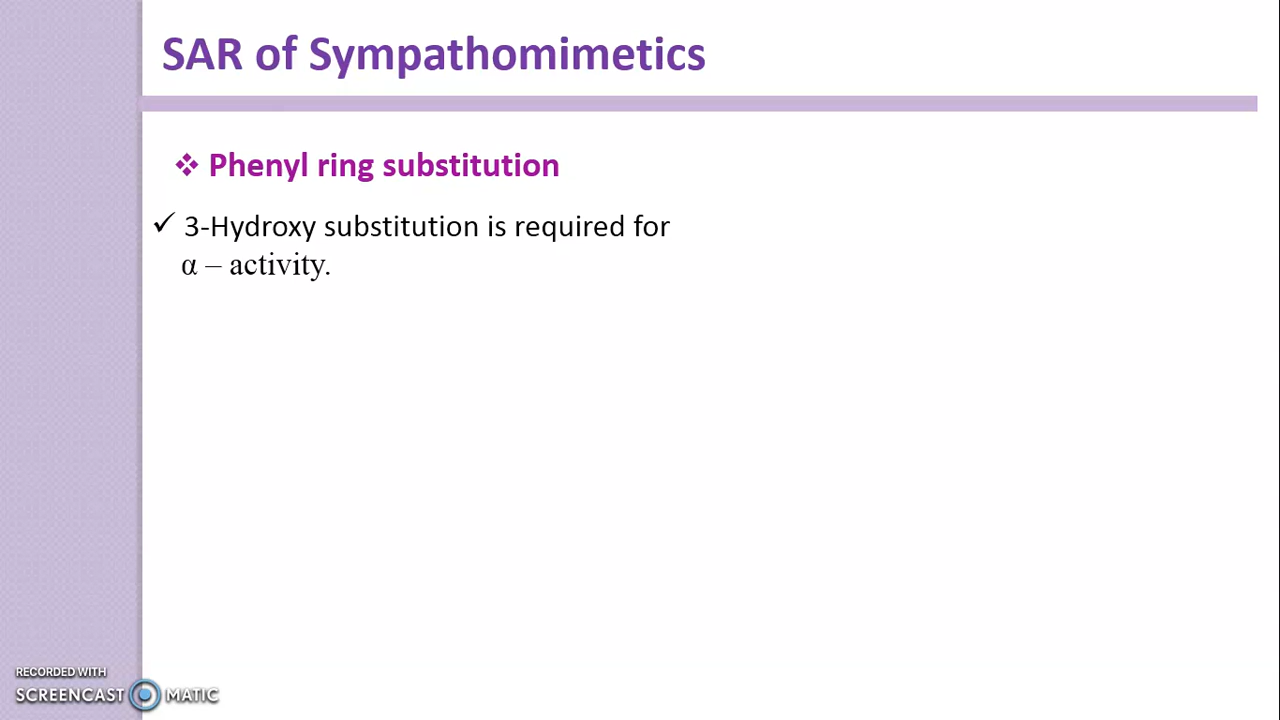 SAR of Sympathomimetics
❖ Phenyl ring substitution
✓ 3-Hydroxy substitution is required for
α – activity.
RECORDED WITH
SCREENCAST MATIC